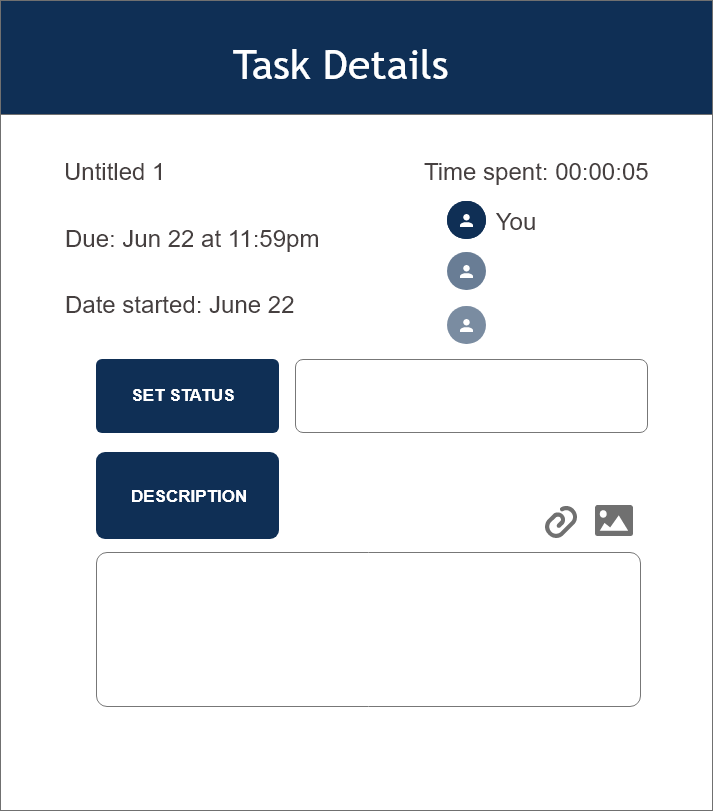 Task Details
Untitled 1
Time spent: 00:00:05
You
Due: Jun 22 at 11:59pm
Date started: June 22
SET STATUS
DESCRIPTION